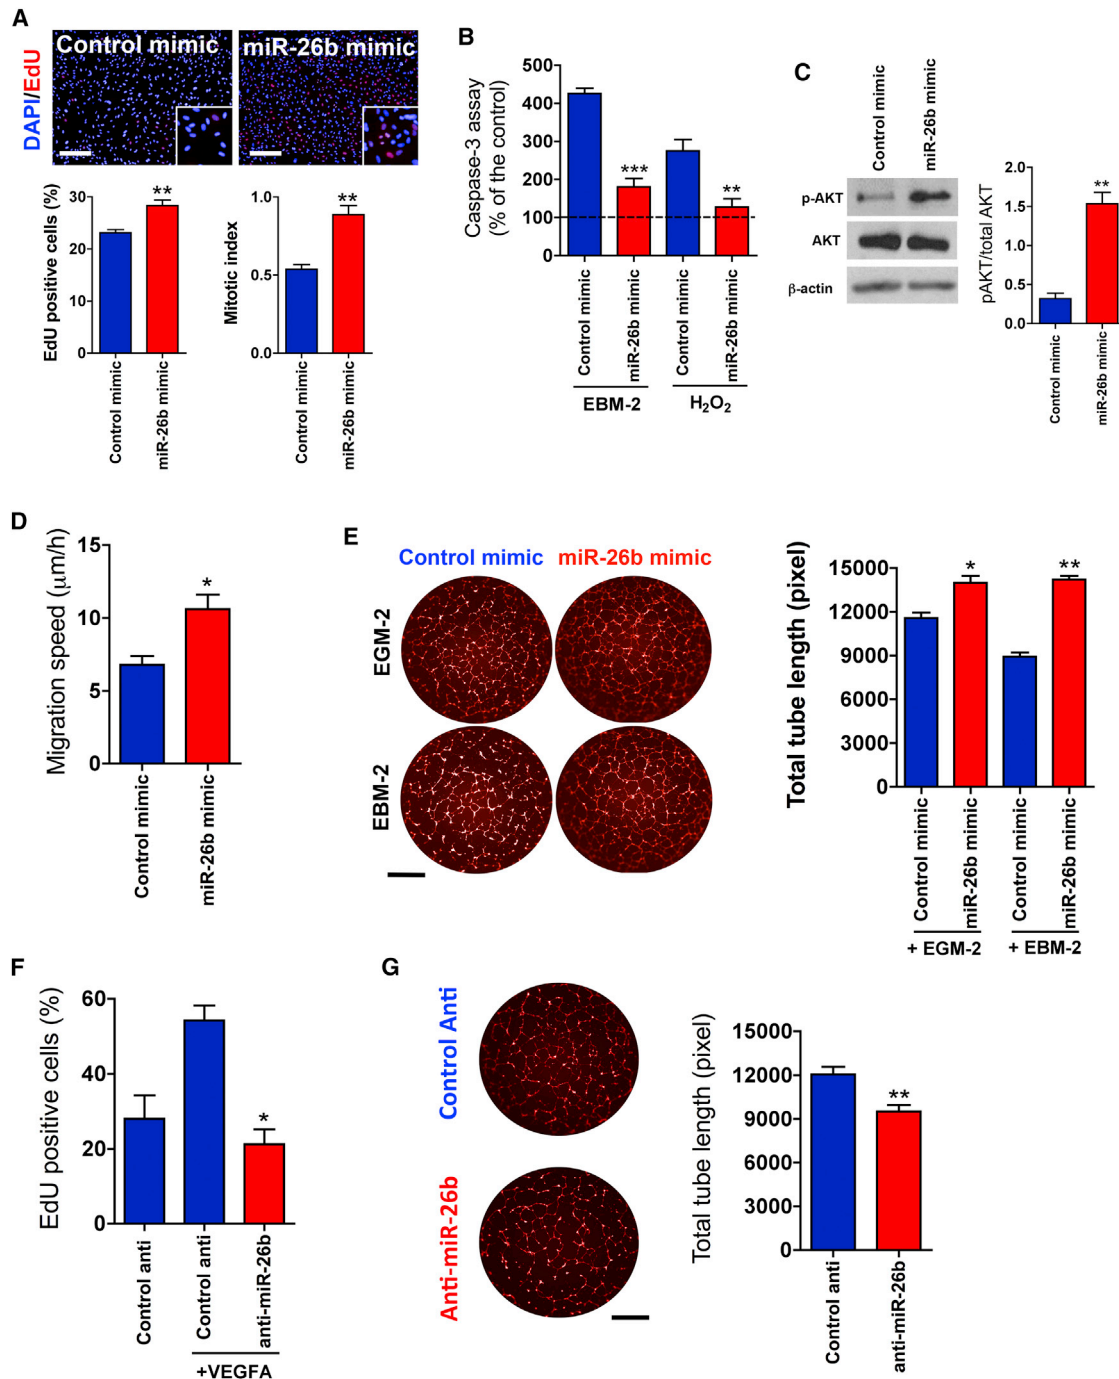 A
DAPI/EdU
Control mimic
miR-26b mimic
EdU positive cells (%)
30
20
10
0
Control mimic
miR-26b mimic
**
Mitotic index
1.0
0.5
0.0
Control mimic
miR-26b mimic
**
B
Caspase-3 assay
(% of the control)
500
400
300
200
100
0
***
**
Control mimic
miR-26b mimic
Control mimic
miR-26b mimic
EBM-2
H2O2
C
Control mimic
miR-26b mimic
p-AKT
AKT
β-actin
pAKT/total AKT
2.0
1.5
1.0
0.5
0.0
**
Control mimic
miR-26b mimic
D
Migration speed (μm/h)
15
10
5
0
*
Control mimic
miR-26b mimic
E
Control mimic
miR-26b mimic
EGM-2
EBM-2
Total tube length (pixel)
15000
12000
9000
6000
3000
0
*
**
Control mimic
miR-26b mimic
Control mimic
miR-26b mimic
+ EGM-2
+ EBM-2
F
EdU positive cells (%)
60
40
20
0
*
Control anti
Control anti
anti-miR-26b
+VEGFA
G
Control Anti
Anti-miR-26b
Total tube length (pixel)
15000
12000
9000
6000
3000
0
**
Control anti
anti-miR-26b